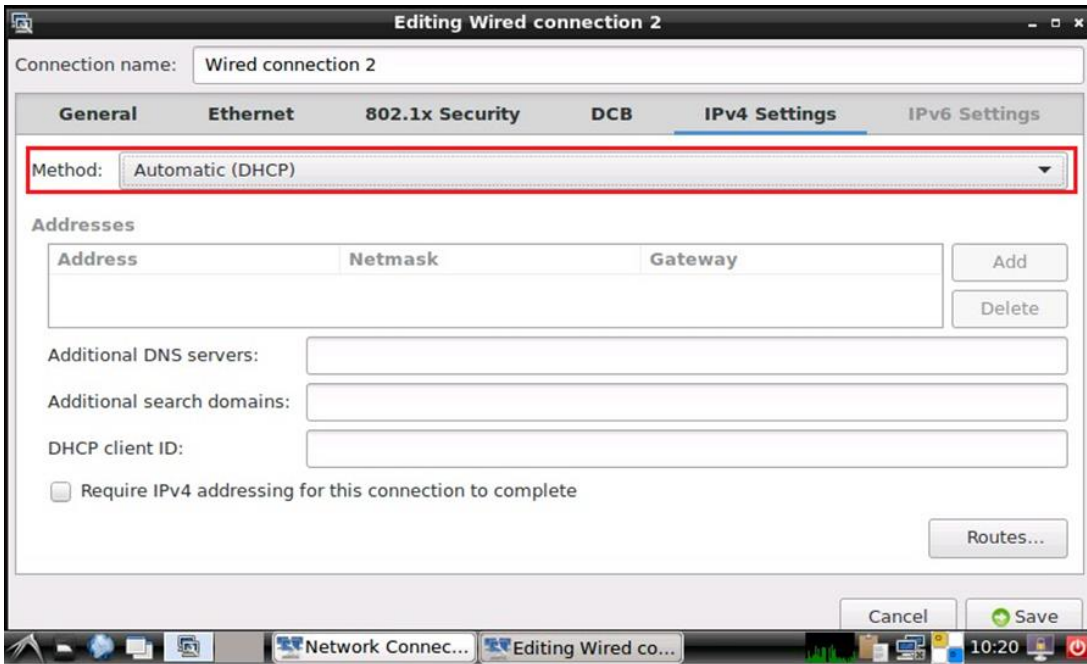 Editing Wired connection 2
Connection name: Wired connection 2
General Ethernet 802.1x Security DCB IPv4 Settings IPv6 Settings
Method: Automatic (DHCP)
Addresses
Address Netmask Gateway
Add
Delete
Additional DNS servers:
Additional search domains:
DHCP client ID:
Require IPv4 addressing for this connection to complete
Routes...
Cancel Save
Network Connec... Editing Wired co... 10:20